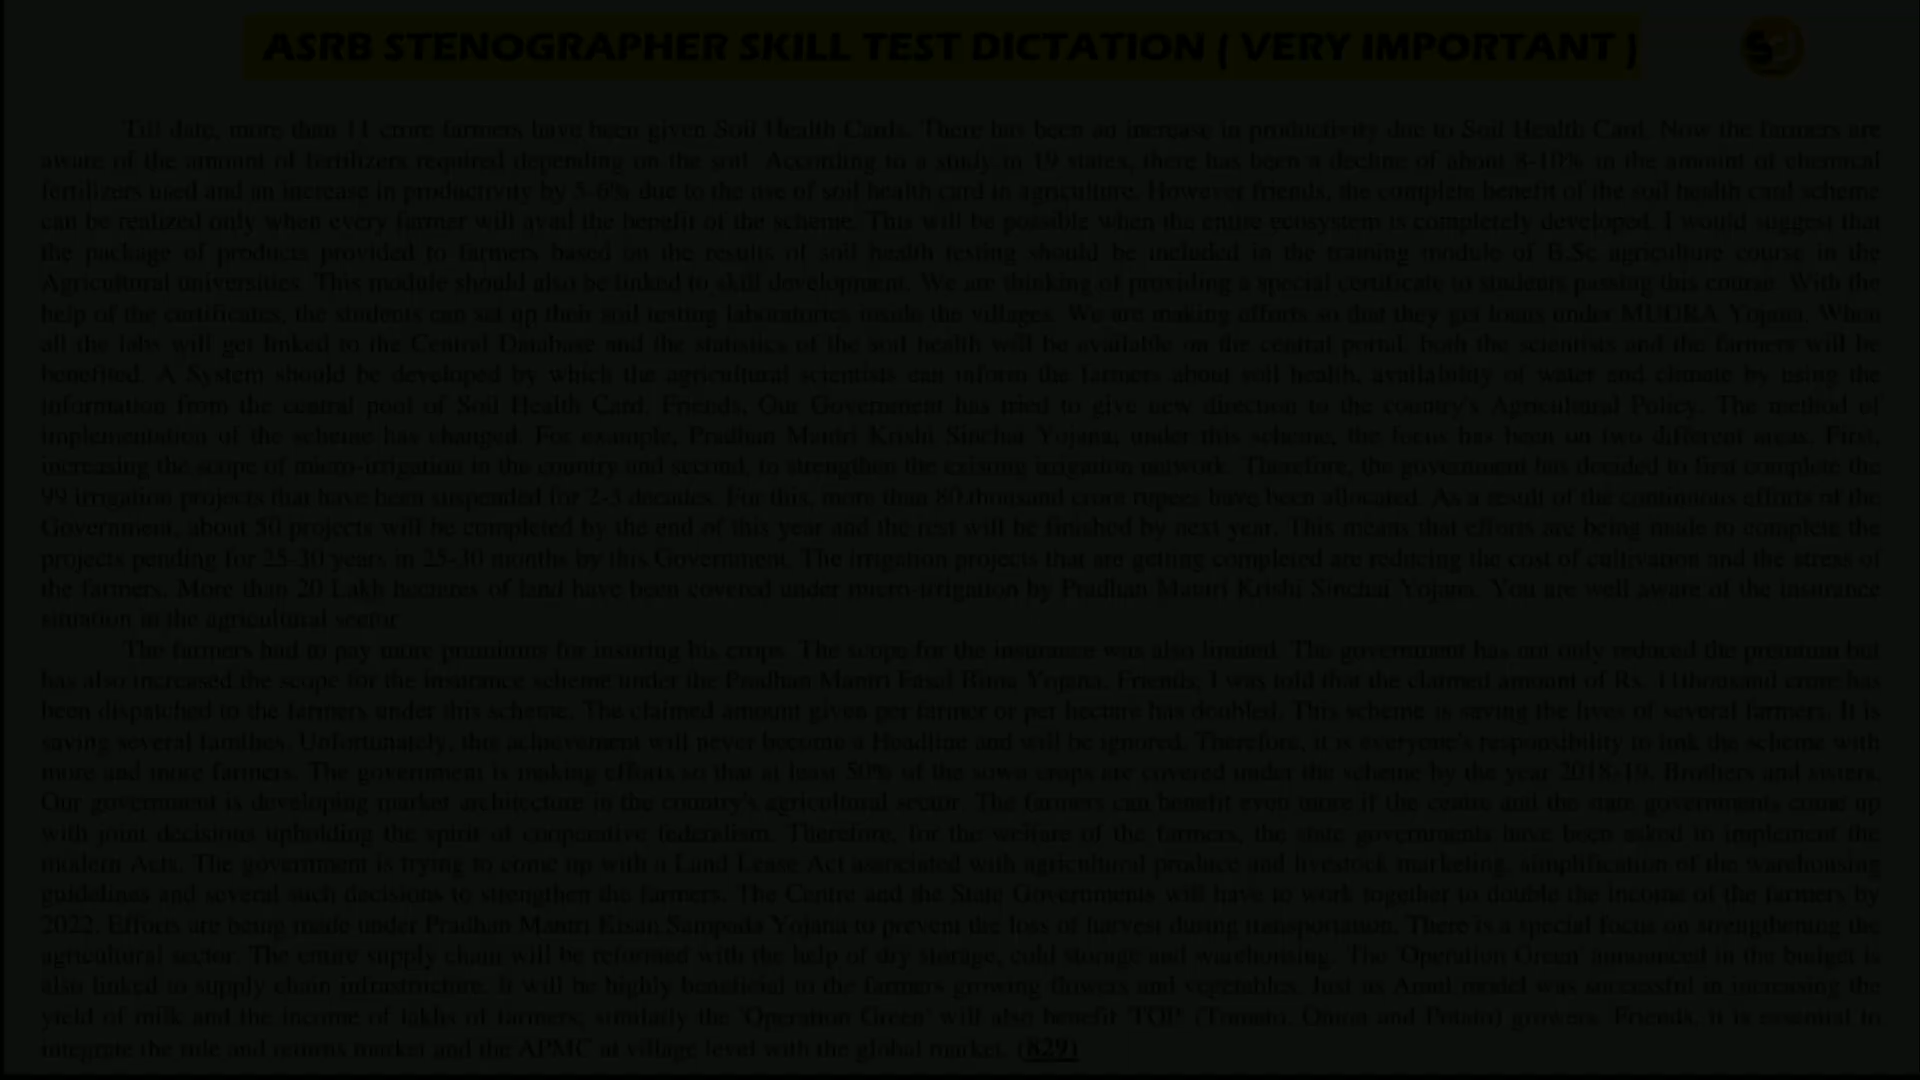 ASRB STENOGRAPHER SKILL TEST DICTATION ( VERY IMPORTANT )
Sd
Till date, more than 11 crore farmers have been given Soil Health Cards. There has been an increase in productivity due to Soil Health Card. Now the farmers are
aware of the amount of fertilizers required depending on the soil. According to a study in 19 states, there has been a decline of about 8-10% in the amount of chemical
fertilizers used and an increase in productivity by 5-6% due to the use of soil health card in agriculture. However friends, the complete benefit of the soil health card scheme
can be realized only when every farmer will avail the benefit of the scheme. This will be possible when the entire ecosystem is completely developed. I would suggest that
the package of products provided to farmers based on the results of soil health testing should be included in the training module of B.Sc agriculture course in the
Agricultural universities. This module should also be linked to skill development. We are thinking of providing a special certificate to students passing this course. With the
help of the certificates, the students can set up their soil testing laboratories inside the villages. We are making efforts so that they get loans under MUDRA Yojana. When
all the labs will get linked to the Central Database and the statistics of the soil health will be available on the central portal, both the scientists and the farmers will be
benefited. A System should be developed by which the agricultural scientists can inform the farmers about soil health, availability of water and climate by using the
information from the central pool of Soil Health Card. Friends, Our Government has tried to give new direction to the country's Agricultural Policy. The method of
implementation of the scheme has changed. For example, Pradhan Mantri Krishi Sinchai Yojana, under this scheme, the focus has been on two different areas. First,
increasing the scope of micro-irrigation in the country and second, to strengthen the existing irrigation network. Therefore, the government has decided to first complete the
99 irrigation projects that have been suspended for 2-3 decades. For this, more than 80 thousand crore rupees have been allocated. As a result of the continuous efforts of the
Government, about 50 projects will be completed by the end of this year and the rest will be finished by next year. This means that efforts are being made to complete the
projects pending for 25-30 years in 25-30 months by this Government. The irrigation projects that are getting completed are reducing the cost of cultivation and the stress of
the farmers. More than 20 Lakh hectares of land have been covered under micro-irrigation by Pradhan Mantri Krishi Sinchai Yojana. You are well aware of the insurance
situation in the agricultural sector.
The farmers had to pay more premiums for insuring his crops. The scope for the insurance was also limited. The government has not only reduced the premium but
has also increased the scope for the insurance scheme under the Pradhan Mantri Fasal Bima Yojana. Friends, I was told that the claimed amount of Rs. 11thousand crore has
been dispatched to the farmers under this scheme. The claimed amount given per farmer or per hectare has doubled. This scheme is saving the lives of several farmers. It is
saving several families. Unfortunately, this achievement will never become a Headline and will be ignored. Therefore, it is everyone's responsibility to link the scheme with
more and more farmers. The government is making efforts so that at least 50% of the sown crops are covered under the scheme by the year 2018-19. Brothers and sisters,
Our government is developing market architecture in the country's agricultural sector. The farmers can benefit even more if the centre and the state governments come up
with joint decisions upholding the spirit of cooperative federalism. Therefore, for the welfare of the farmers, the state governments have been asked to implement the
modern Acts. The government is trying to come up with a Land Lease Act associated with agricultural produce and livestock marketing, simplification of the warehousing
guidelines and several such decisions to strengthen the farmers. The Centre and the State Governments will have to work together to double the income of the farmers by
2022. Efforts are being made under Pradhan Mantri Kisan Sampada Yojana to prevent the loss of harvest during transportation. There is a special focus on strengthening the
agricultural sector. The entire supply chain will be reformed with the help of dry storage, cold storage and warehousing. The 'Operation Green' announced in the budget is
also linked to supply chain infrastructure. It will be highly beneficial to the farmers growing flowers and vegetables. Just as Amul model was successful in increasing the
yield of milk and the income of lakhs of farmers; similarly the 'Operation Green' will also benefit 'TOP' (Tomato, Onion and Potato) growers. Friends, it is essential to
integrate the rule and returns market and the APMC at village level with the global market. (829)